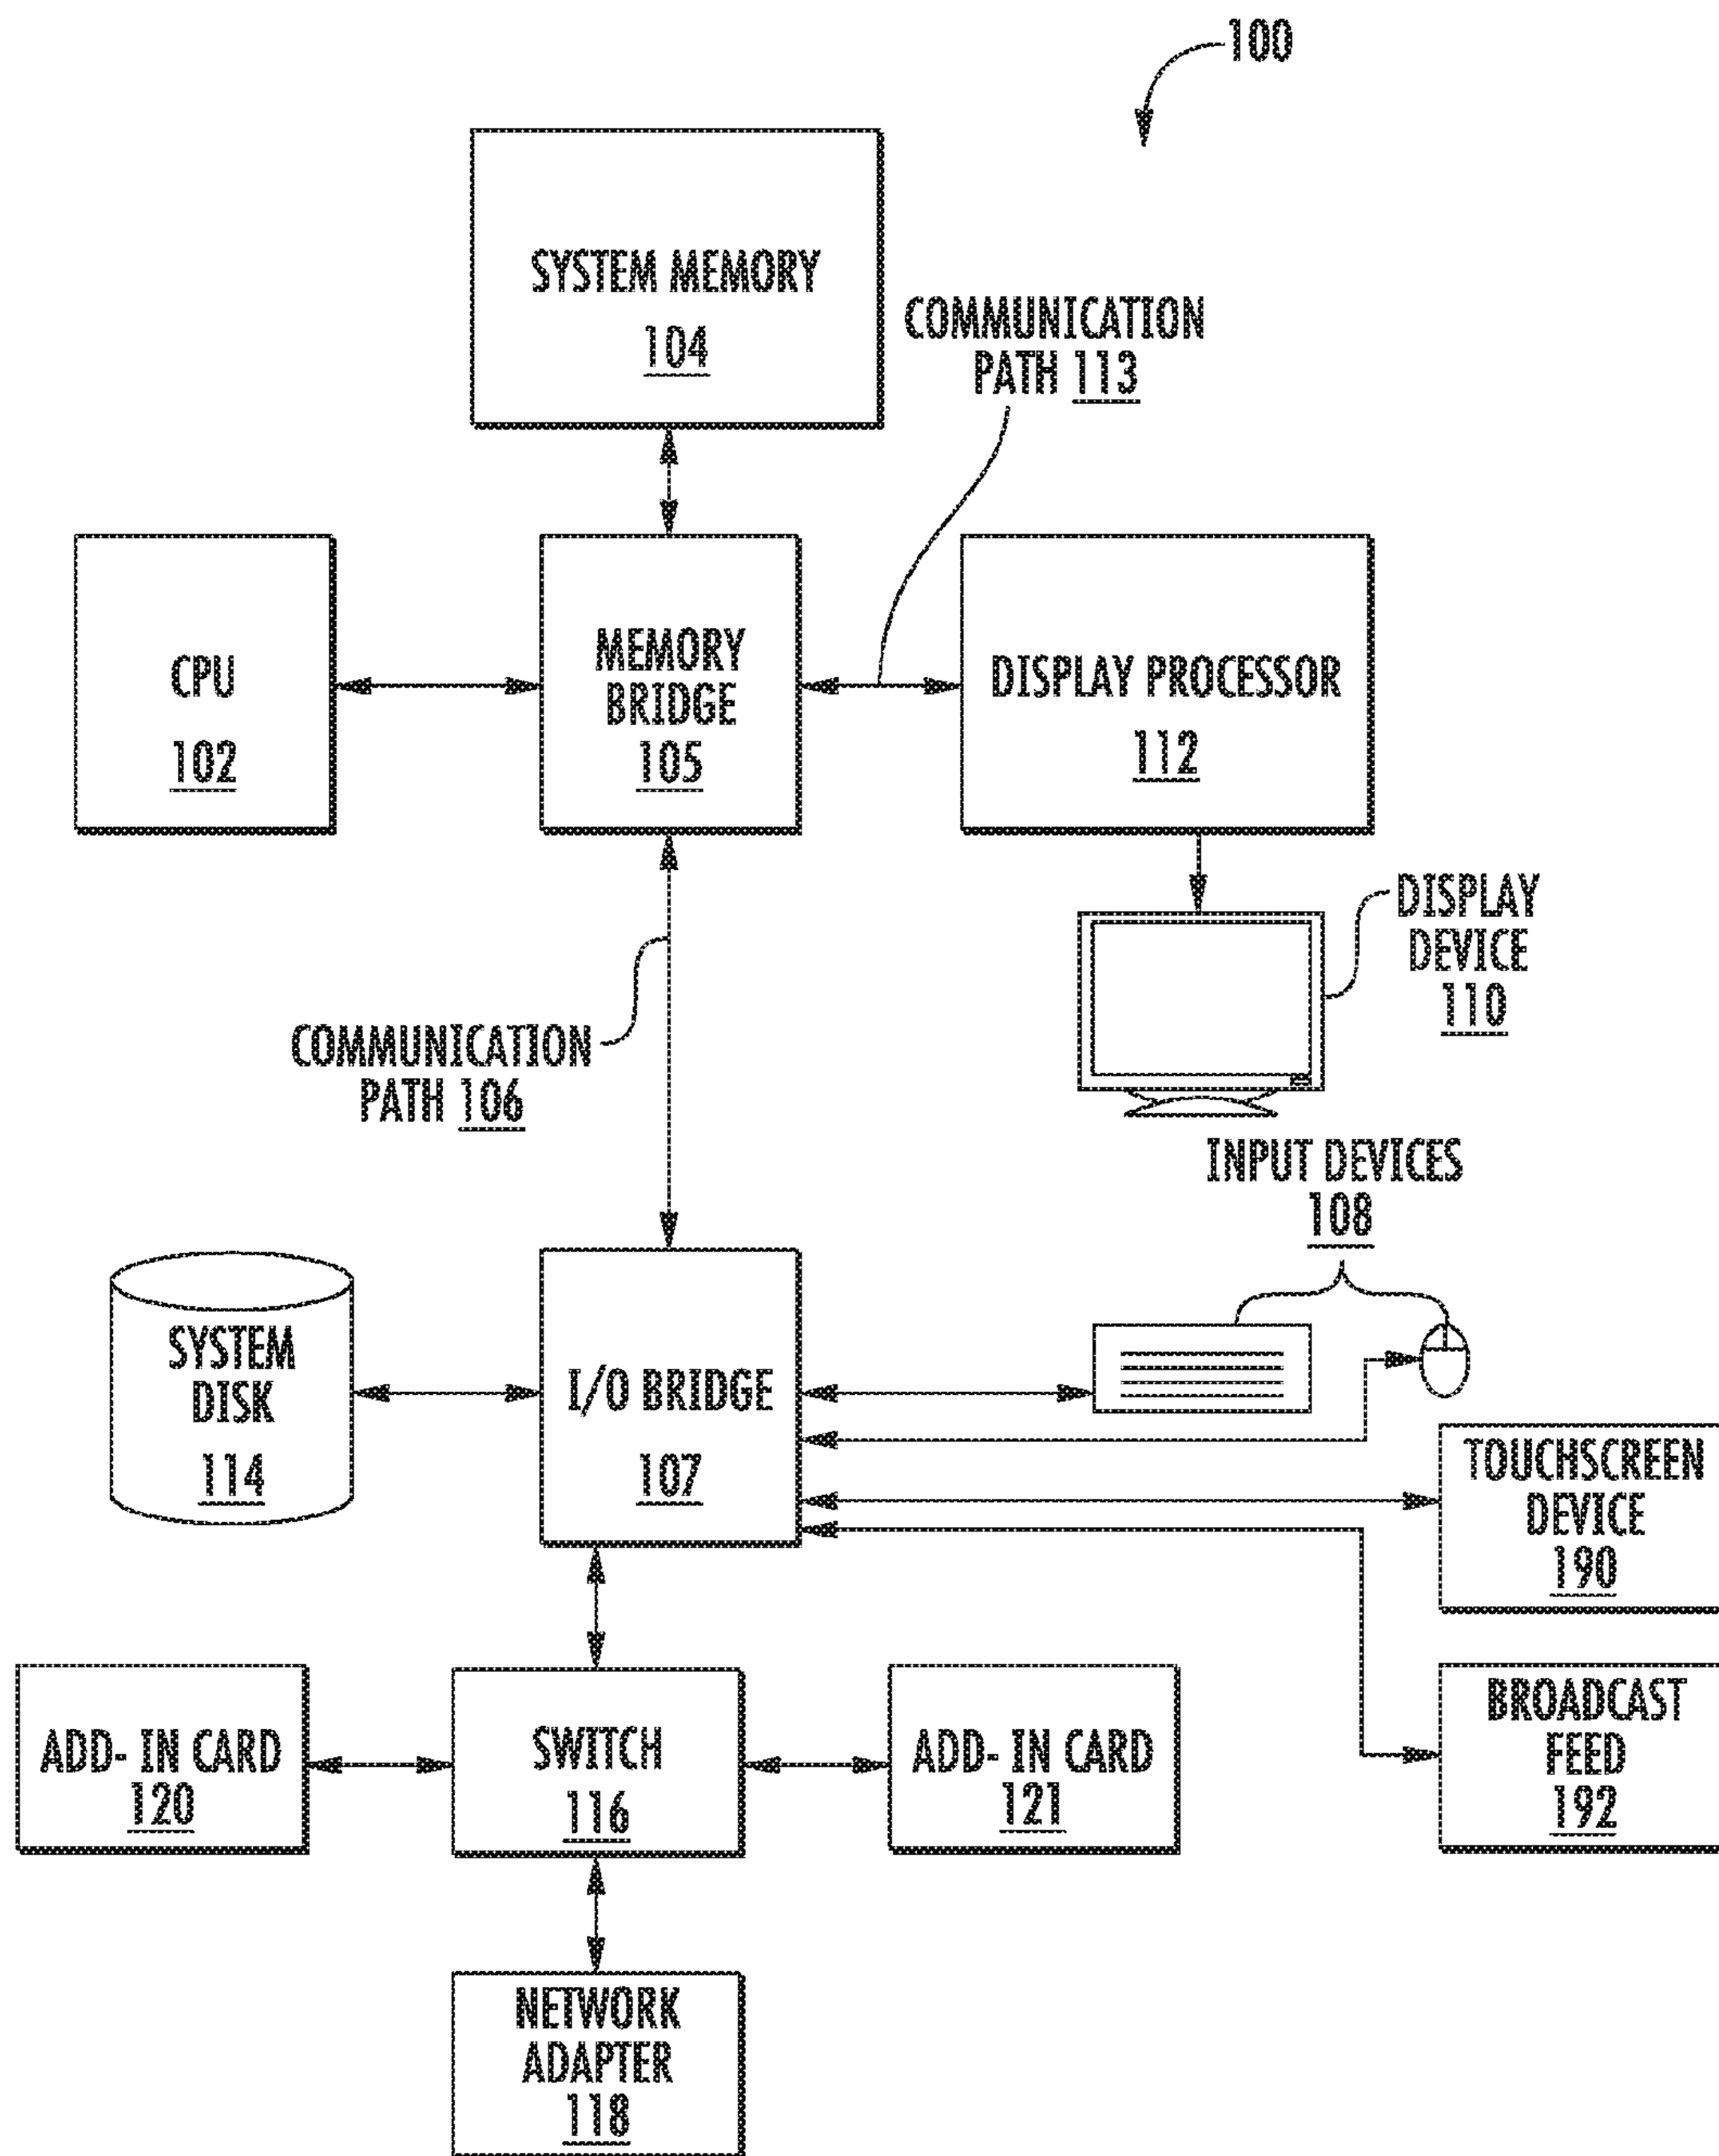 100
SYSTEM MEMORY
104
COMMUNICATION
PATH 113
CPU
102
MEMORY
BRIDGE
105
DISPLAY PROCESSOR
112
DISPLAY
DEVICE
110
COMMUNICATION
PATH 106
INPUT DEVICES
108
SYSTEM
DISK
114
I/O BRIDGE
107
TOUCHSCREEN
DEVICE
190
ADD- IN CARD
120
SWITCH
116
ADD- IN CARD
121
BROADCAST
FEED
192
NETWORK
ADAPTER
118